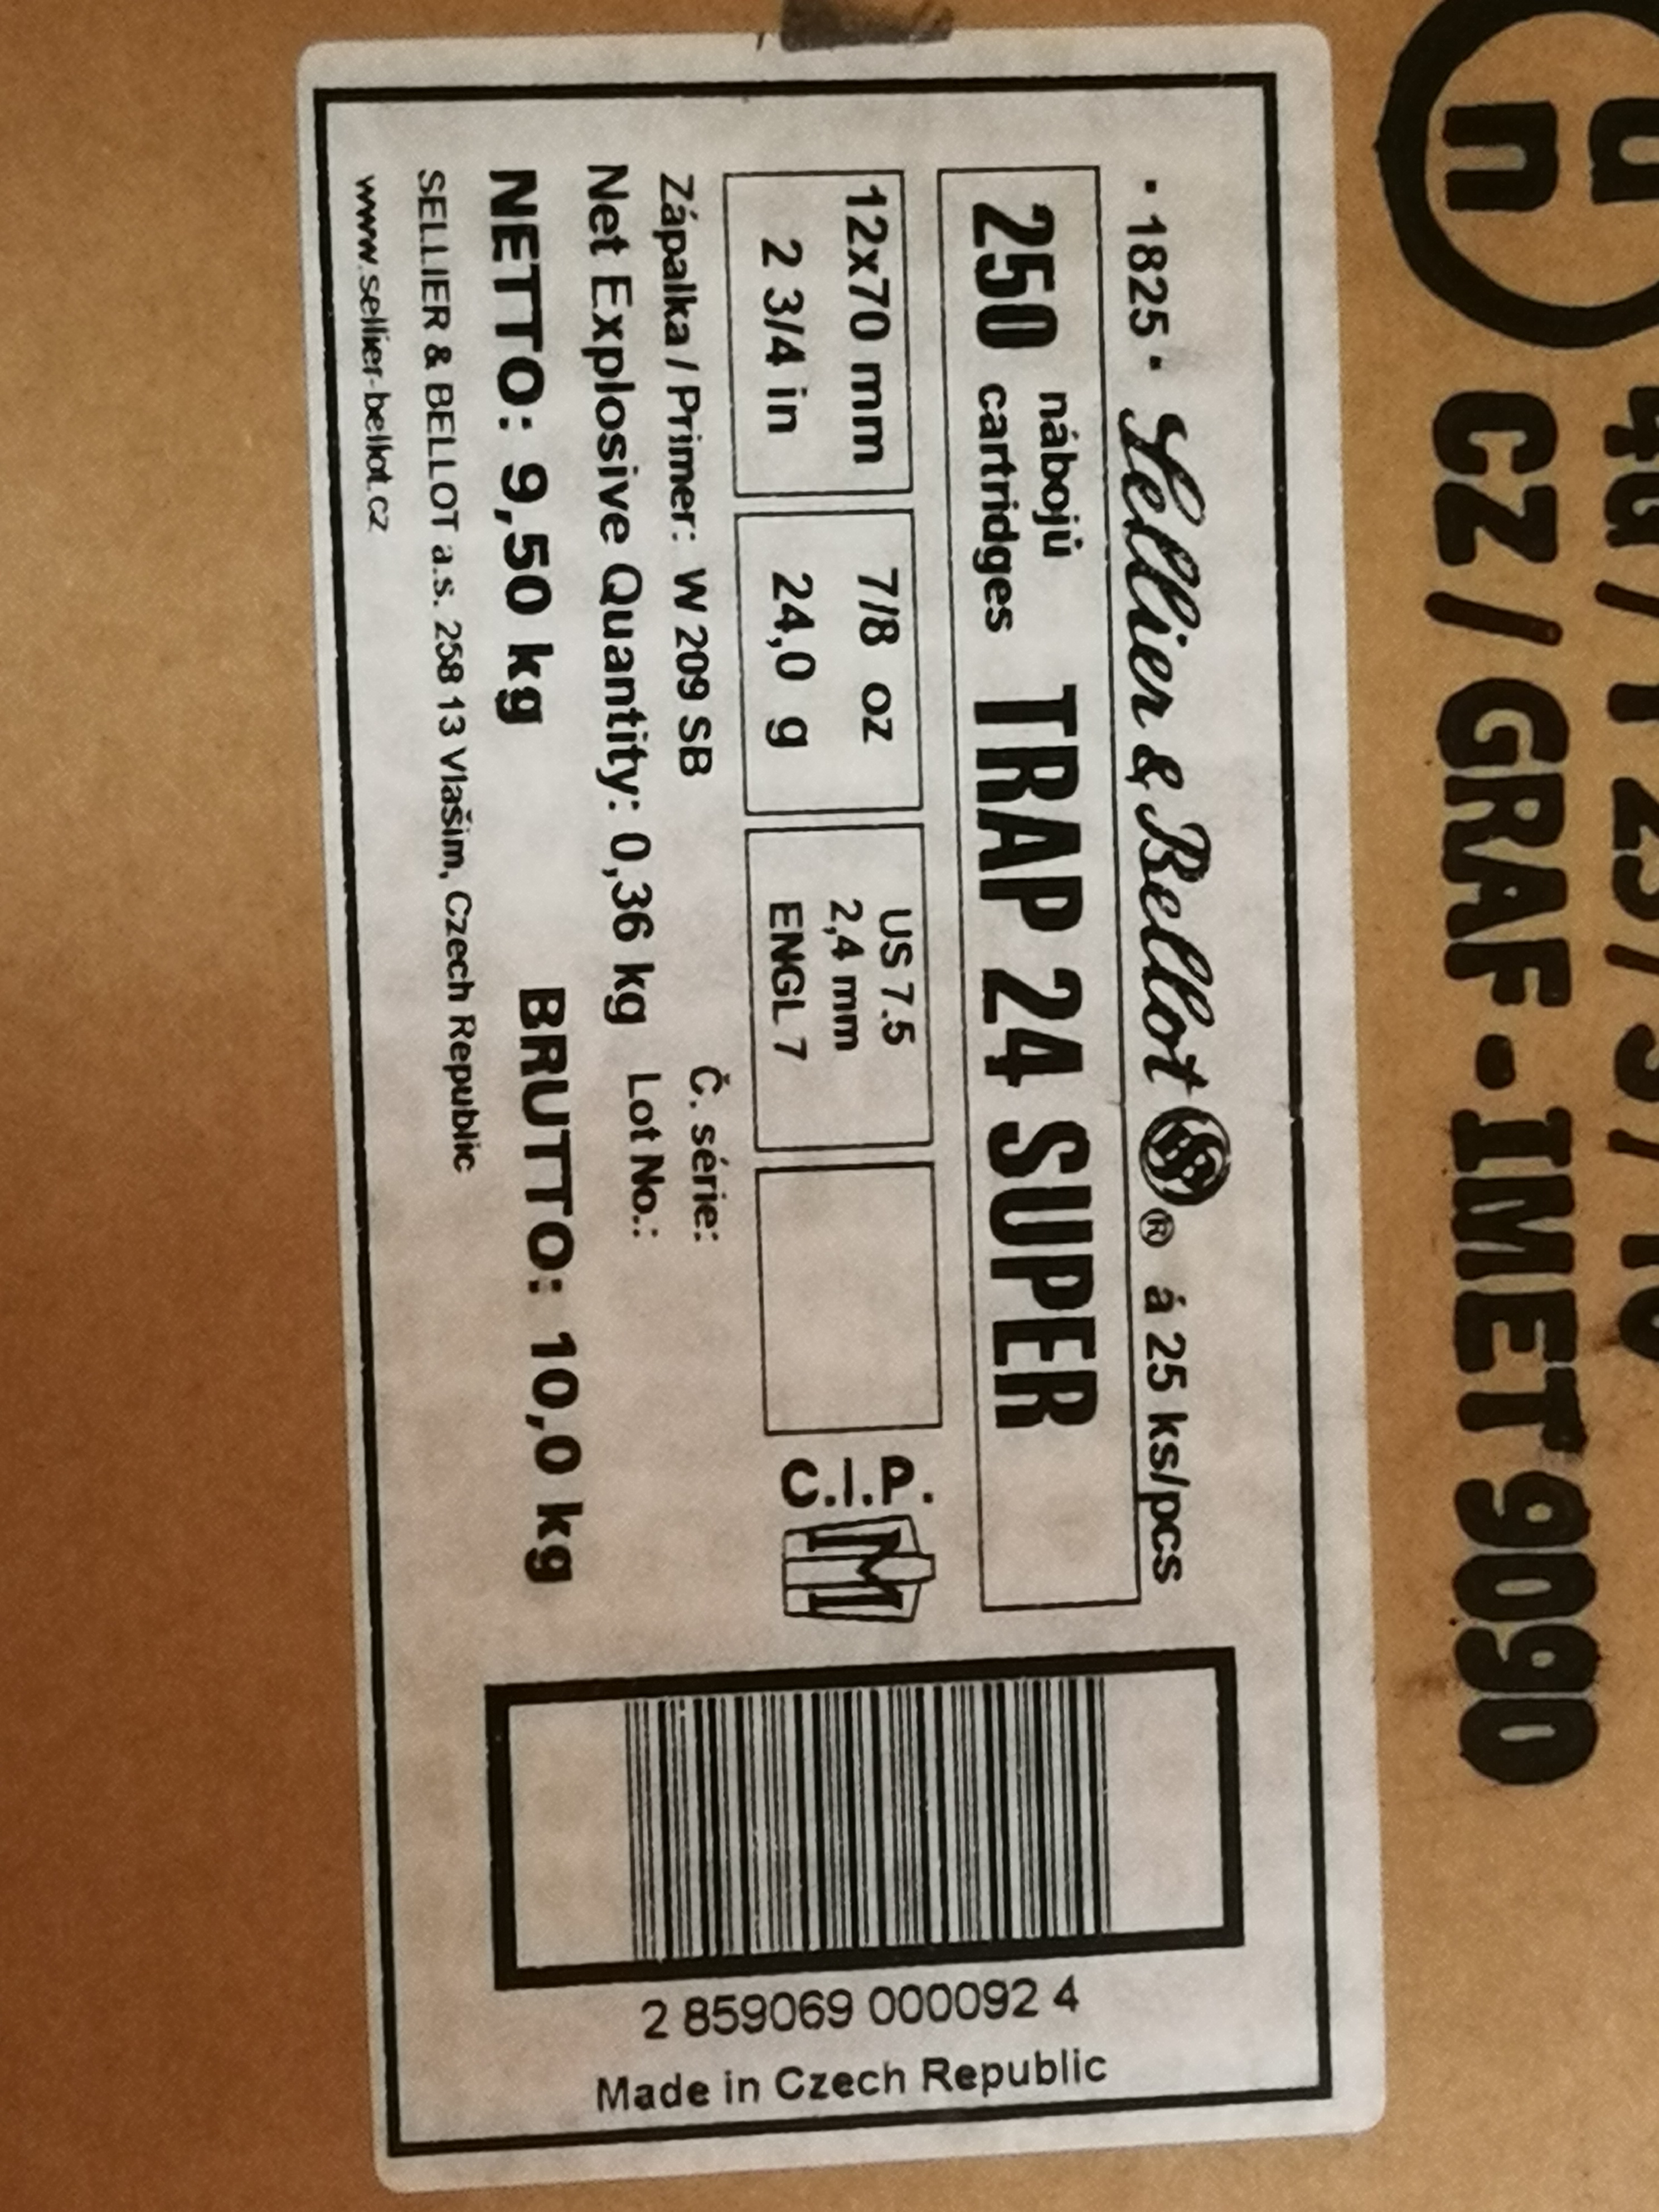 u
n
CZ / GRAF - IMET 9090
· 1825 · Sellier & Bellot ® á 25 ks/pcs
250 nábojů
cartridges
TRAP 24 SUPER
12x70 mm
2 3/4 in
7/8 oz
24,0 g
US 7.5
2,4 mm
ENGL 7
C.I.P.
Zápalka / Primer: W 209 SB
Č. série:
Net Explosive Quantity: 0,36 kg
Lot No.:
NETTO: 9,50 kg
BRUTTO: 10,0 kg
SELLIER & BELLOT a.s. 258 13 Vlašim, Czech Republic
www.sellier-bellot.cz
2 859069 000092 4
Made in Czech Republic